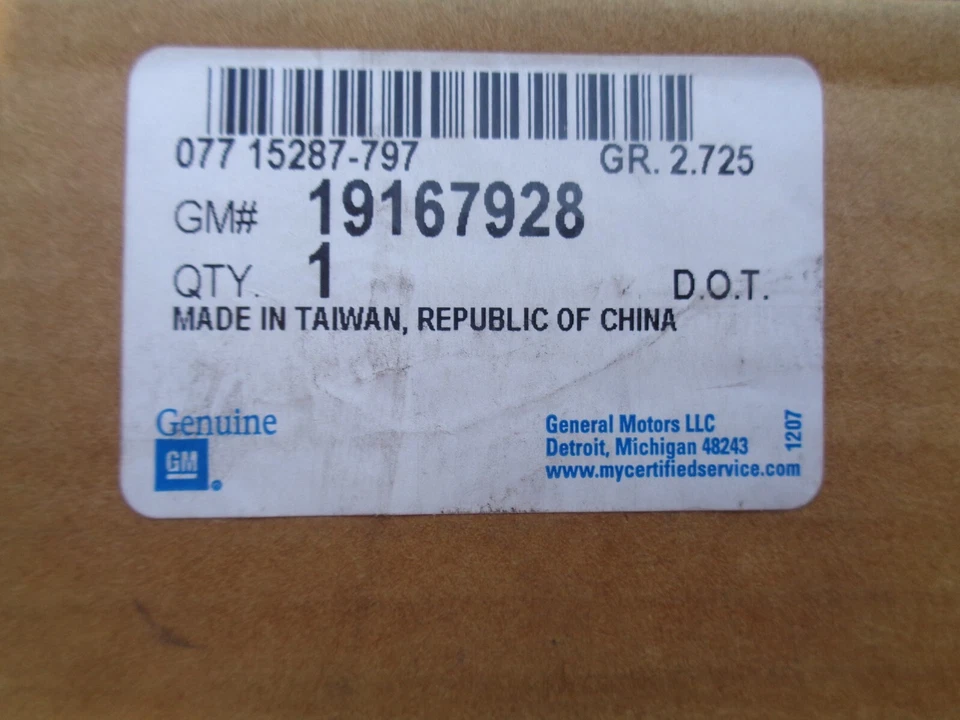 077 15287-797 GR. 2.725
GM# 19167928
QTY. 1 D.O.T.
MADE IN TAIWAN, REPUBLIC OF CHINA
Genuine
GM
General Motors LLC
Detroit, Michigan 48243
www.mycertifiedservice.com
1207